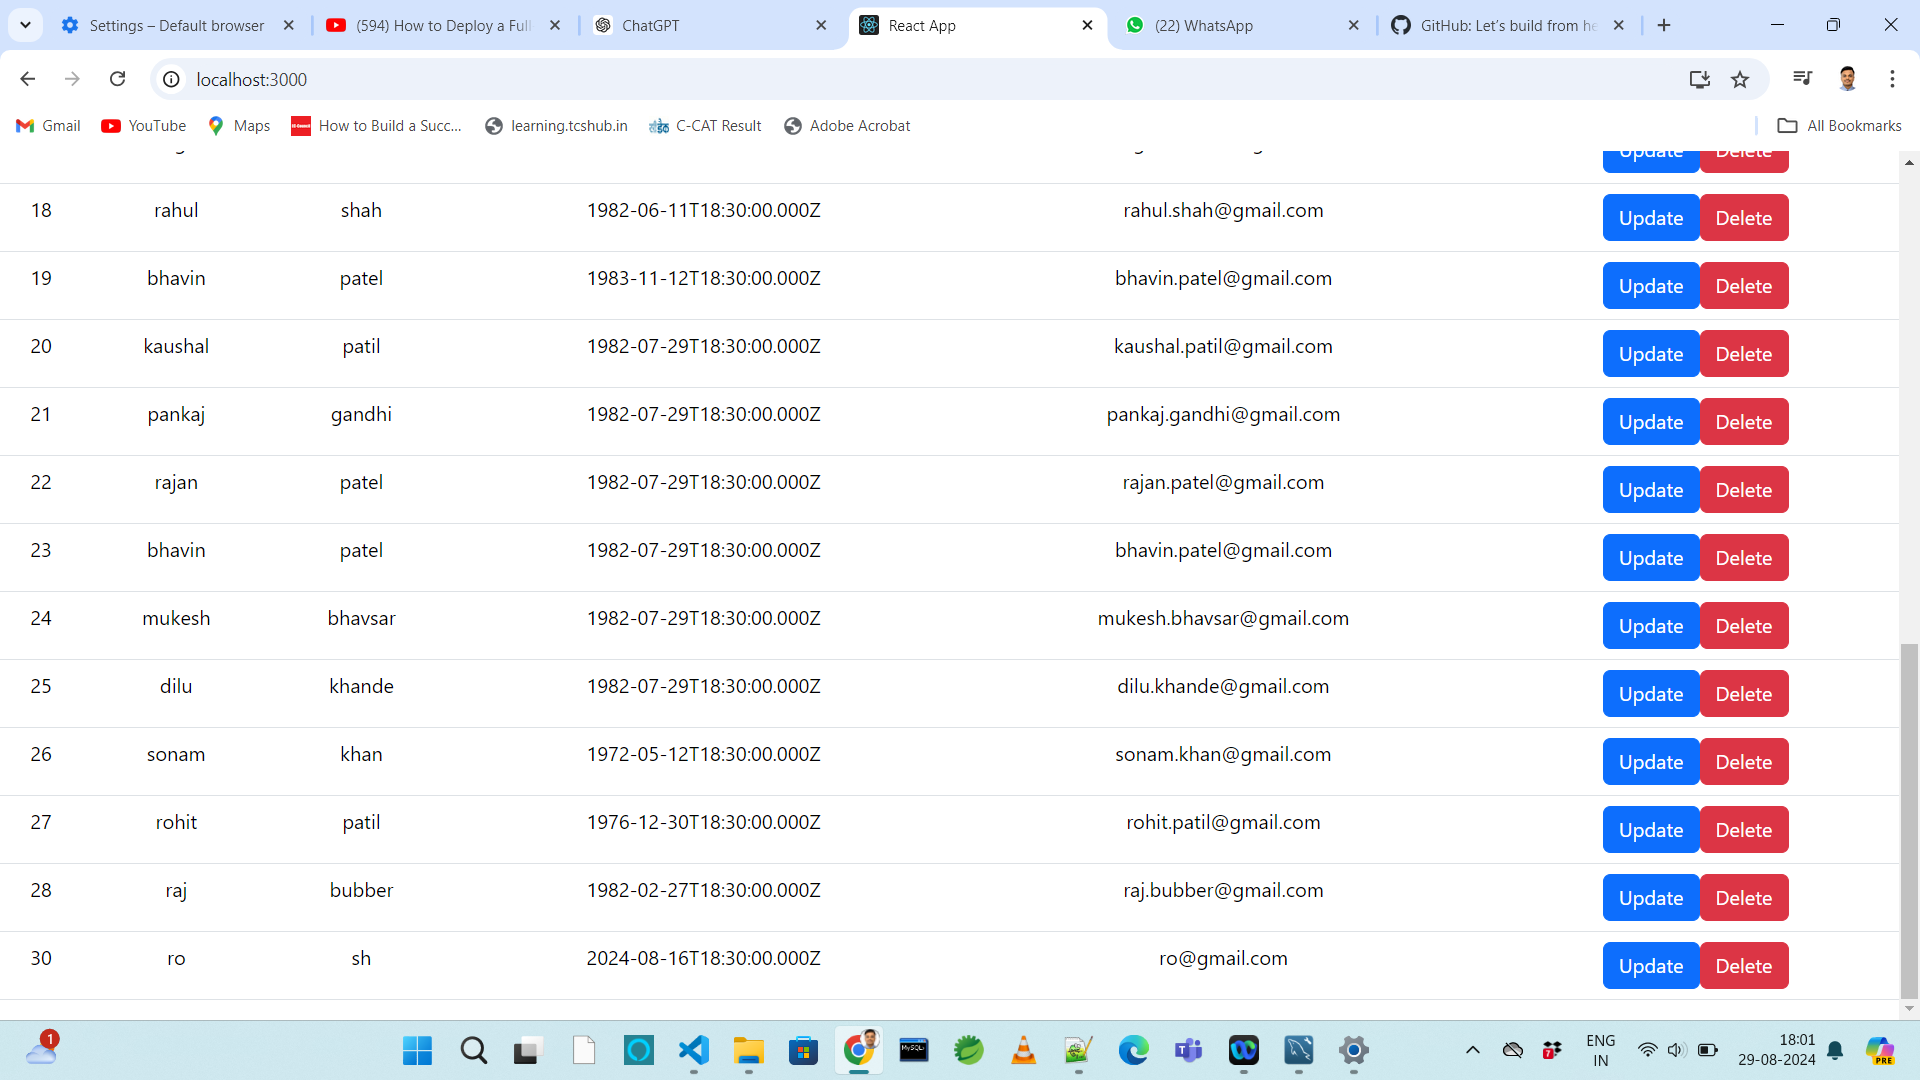 Settings – Default browser
(594) How to Deploy a Full
ChatGPT
React App
(22) WhatsApp
GitHub: Let's build from he
localhost:3000
Gmail
YouTube
Maps
How to Build a Succ...
learning.tcshub.in
C-CAT Result
Adobe Acrobat
All Bookmarks
Update Delete
18 rahul shah 1982-06-11T18:30:00.000Z rahul.shah@gmail.com Update Delete
19 bhavin patel 1983-11-12T18:30:00.000Z bhavin.patel@gmail.com Update Delete
20 kaushal patil 1982-07-29T18:30:00.000Z kaushal.patil@gmail.com Update Delete
21 pankaj gandhi 1982-07-29T18:30:00.000Z pankaj.gandhi@gmail.com Update Delete
22 rajan patel 1982-07-29T18:30:00.000Z rajan.patel@gmail.com Update Delete
23 bhavin patel 1982-07-29T18:30:00.000Z bhavin.patel@gmail.com Update Delete
24 mukesh bhavsar 1982-07-29T18:30:00.000Z mukesh.bhavsar@gmail.com Update Delete
25 dilu khande 1982-07-29T18:30:00.000Z dilu.khande@gmail.com Update Delete
26 sonam khan 1972-05-12T18:30:00.000Z sonam.khan@gmail.com Update Delete
27 rohit patil 1976-12-30T18:30:00.000Z rohit.patil@gmail.com Update Delete
28 raj bubber 1982-02-27T18:30:00.000Z raj.bubber@gmail.com Update Delete
30 ro sh 2024-08-16T18:30:00.000Z ro@gmail.com Update Delete
1
MySQL
7
ENG
IN
18:01
29-08-2024
PRE